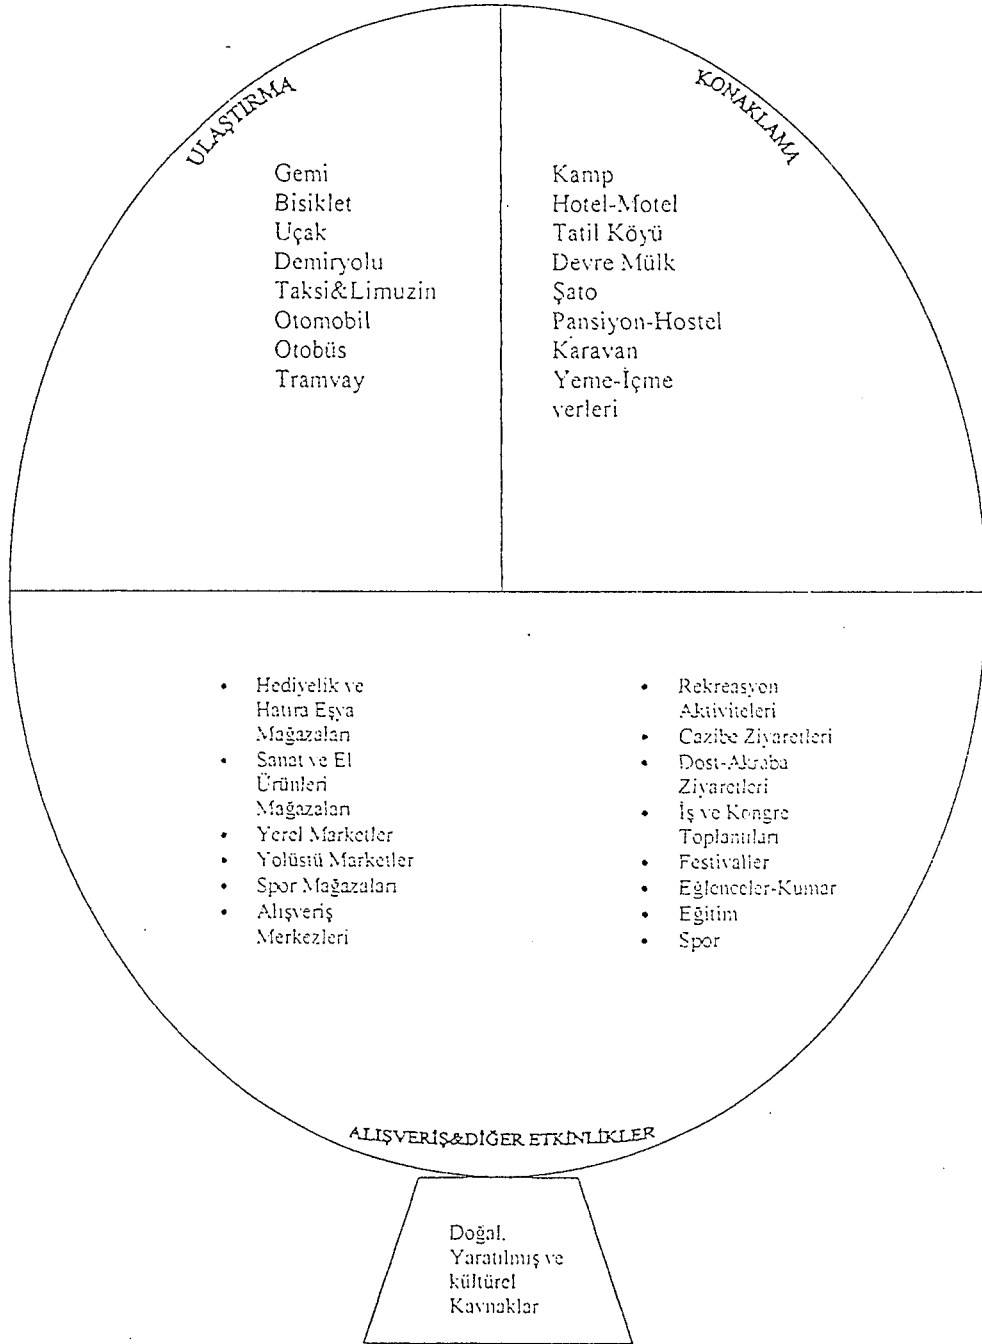 ULAŞTIRMA
Gemi
Bisiklet
Uçak
Demiryolu
Taksi&Limuzin
Otomobil
Otobüs
Tramvay
KONAKLAMA
Kamp
Hotel-Motel
Tatil Köyü
Devre Mülk
Şato
Pansiyon-Hostel
Karavan
Yeme-İçme
yerleri
• Hediyelik ve
Hatıra Eşya
Mağazaları
• Sanat ve El
Ürünleri
Mağazaları
• Yerel Marketler
• Yolüstü Marketler
• Spor Mağazaları
• Alışveriş
Merkezleri
• Rekreasyon
Aktiviteleri
• Cazibe Ziyaretleri
• Dost-Akraba
Ziyaretleri
• İş ve Kongre
Toplantıları
• Festivaller
• Eğlenceler-Kumar
• Eğitim
• Spor
ALIŞVERİŞ&DİĞER ETKİNLİKLER
Doğal,
Yaratılmış ve
kültürel
Kaynaklar